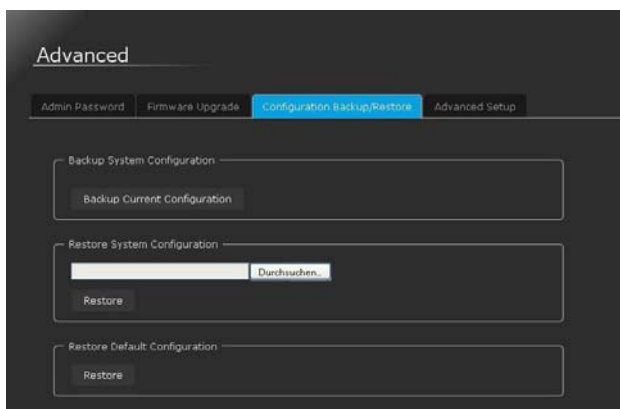 Advanced
Admin Password Firmware Upgrade Configuration Backup/Restore Advanced Setup
Backup System Configuration
Backup Current Configuration
Restore System Configuration
Durchsuchen..
Restore
Restore Default Configuration
Restore